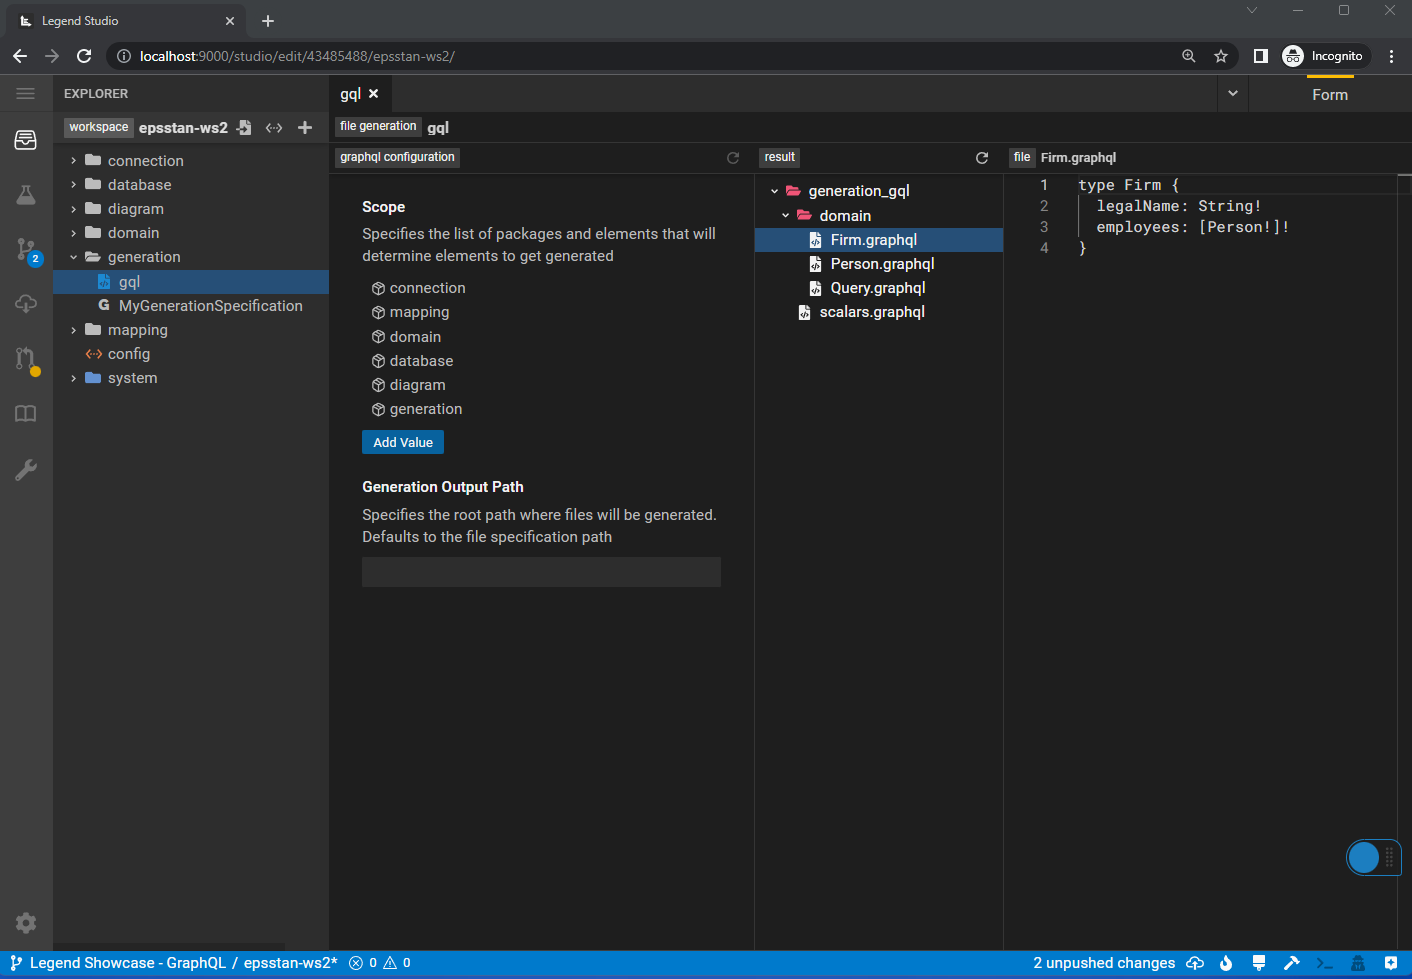 Legend Studio
localhost:9000/studio/edit/43485488/epsstan-ws2/
Incognito
EXPLORER
workspace epsstan-ws2
connection
database
diagram
domain
generation
gql
G MyGenerationSpecification
mapping
config
system
2
gql
Form
file generation gql
graphql configuration
Scope
Specifies the list of packages and elements that will
determine elements to get generated
connection
mapping
domain
database
diagram
generation
Add Value
Generation Output Path
Specifies the root path where files will be generated.
Defaults to the file specification path
result
generation_gql
domain
Firm.graphql
Person.graphql
Query.graphql
scalars.graphql
file Firm.graphql
1 type Firm {
2 legalName: String!
3 employees: [Person!]!
4 }
Legend Showcase - GraphQL / epsstan-ws2* 0 0
2 unpushed changes